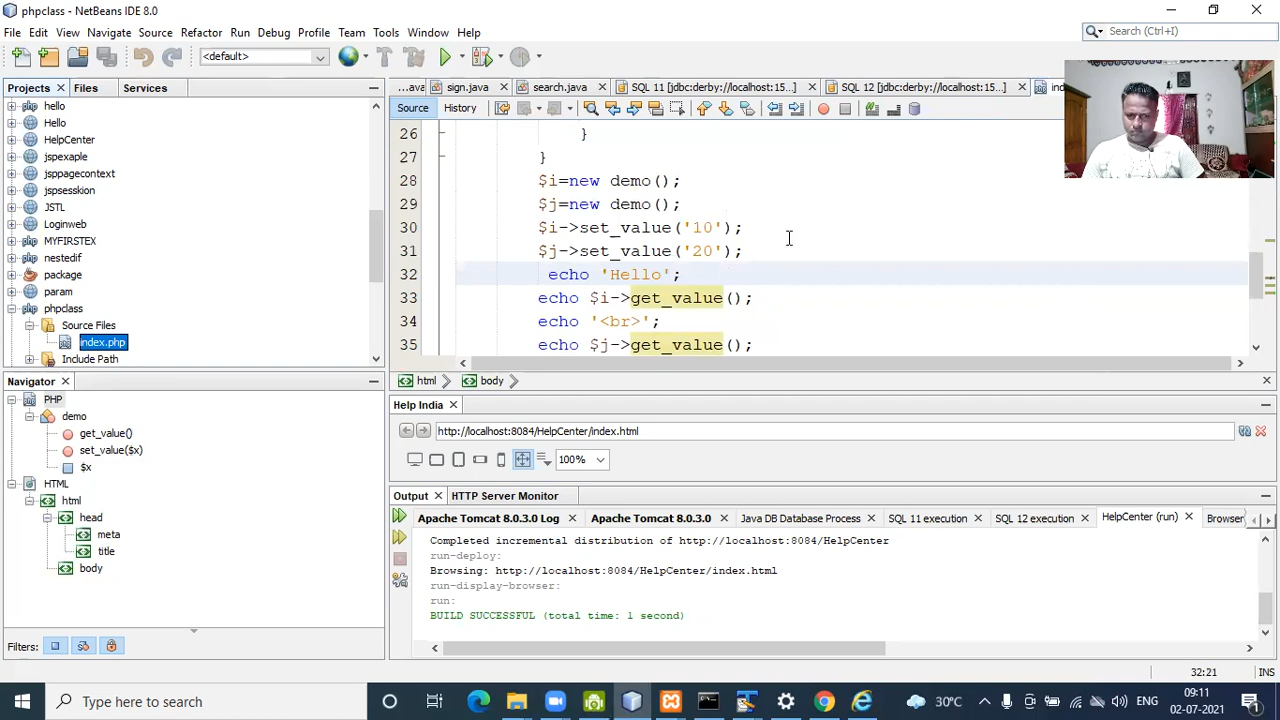 phpclass - NetBeans IDE 8.0
File Edit View Navigate Source Refactor Run Debug Profile Team Tools Window Help
Search (Ctrl+I)
<default>
Projects Files Services
...ava sign.java search.java SQL 11 [jdbc:derby://localhost:15...] SQL 12 [jdbc:derby://localhost:15...]
Source History
hello
Hello
HelpCenter
jspexaple
jsppagecontext
jspsesskion
JSTL
Loginweb
MYFIRSTEX
nestedif
package
param
phpclass
Source Files
index.php
Include Path
26 }
27 }
28 $i=new demo();
29 $j=new demo();
30 $i->set_value('10');
31 $j->set_value('20');
32 echo 'Hello';
33 echo $i->get_value();
34 echo '<br>';
35 echo $j->get_value();
html body
Navigator
PHP
demo
get_value()
set_value($x)
$x
HTML
html
head
meta
title
body
Filters:
Help India
http://localhost:8084/HelpCenter/index.html
100%
Output HTTP Server Monitor
Apache Tomcat 8.0.3.0 Log Apache Tomcat 8.0.3.0 Java DB Database Process SQL 11 execution SQL 12 execution HelpCenter (run) Browser
Completed incremental distribution of http://localhost:8084/HelpCenter
run-deploy:
Browsing: http://localhost:8084/HelpCenter/index.html
run-display-browser:
run:
BUILD SUCCESSFUL (total time: 1 second)
32:21 INS
Type here to search
30°C
ENG
09:11
02-07-2021
1